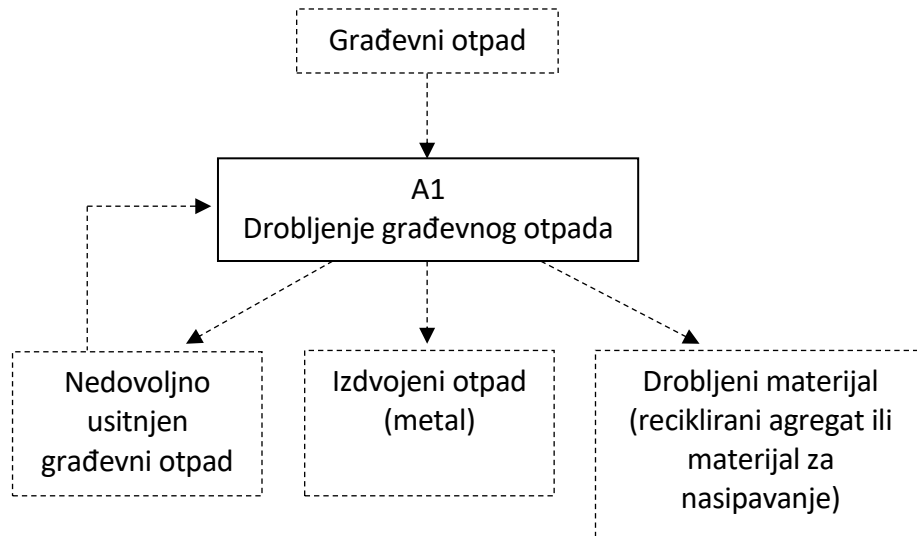 Građevni otpad
A1
Drobljenje građevnog otpada
Nedovoljno
usitnjen
građevni otpad
Izdvojeni otpad
(metal)
Drobljeni materijal
(reciklirani agregat ili
materijal za
nasipavanje)